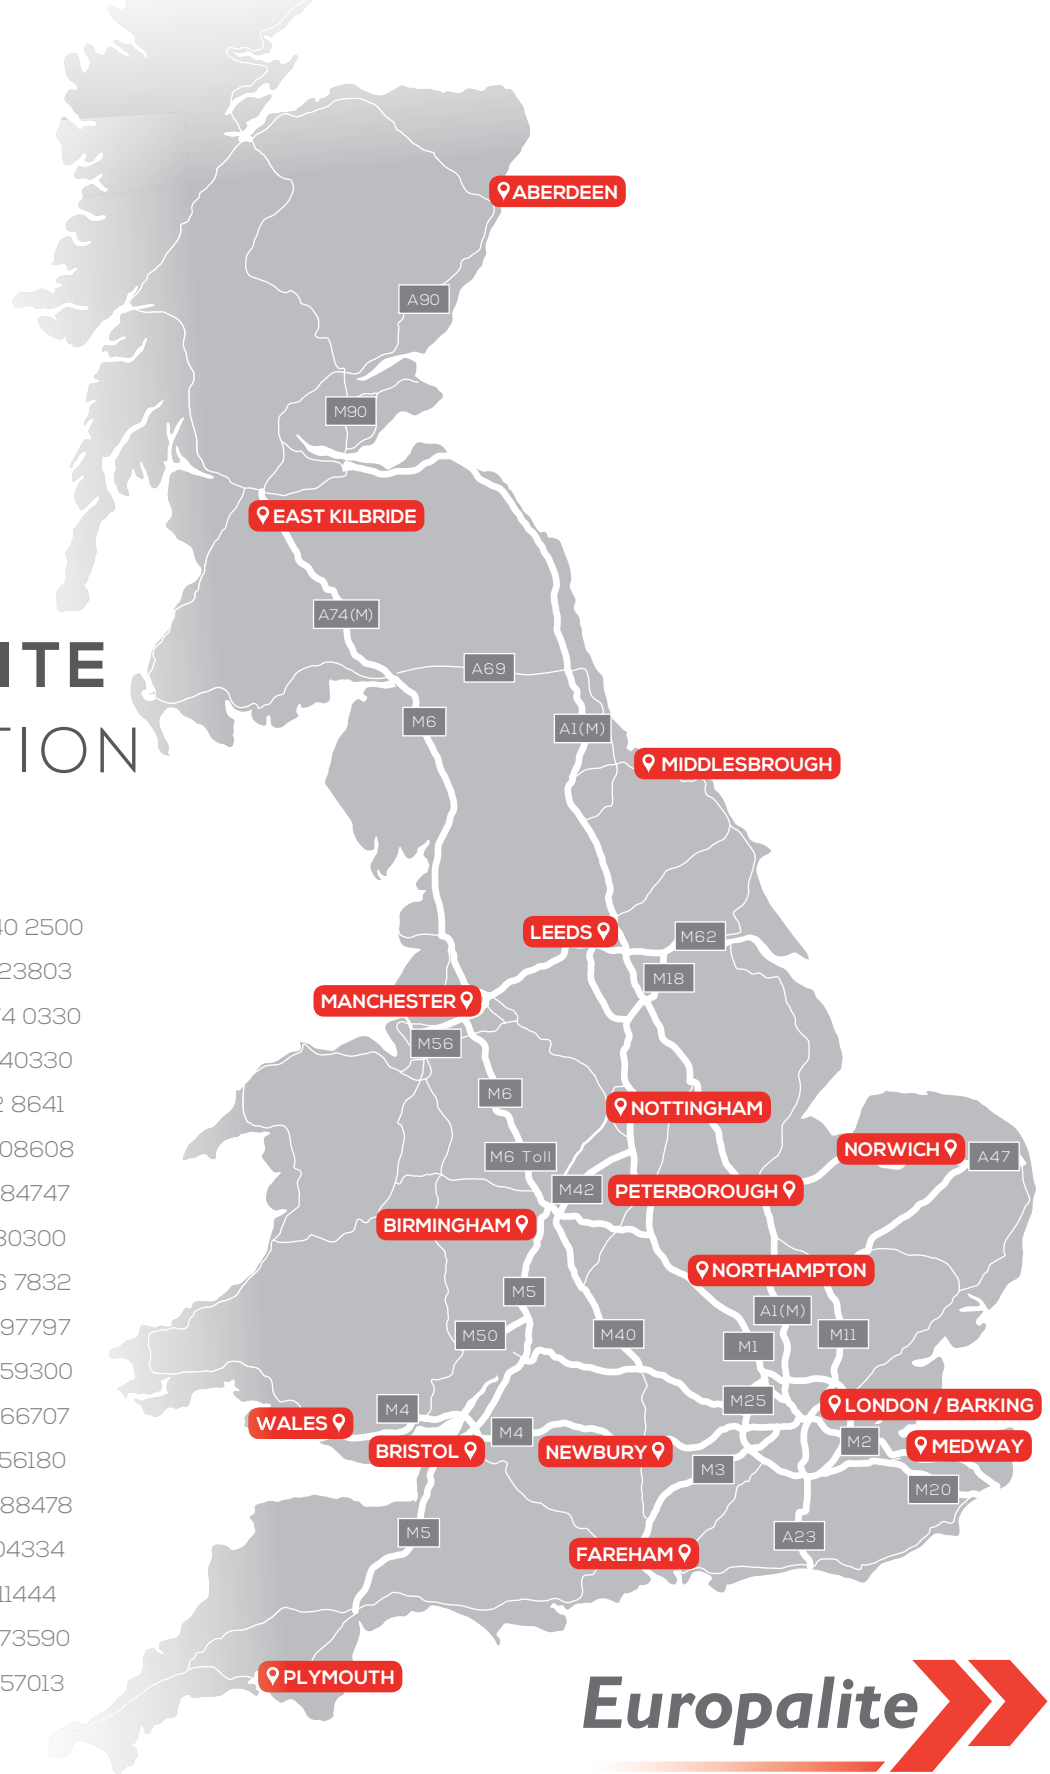 ABERDEEN
A90
M90
EAST KILBRIDE
A74(M)
ITE
A69
M6
A1(M)
TION
MIDDLESBROUGH
40 2500
LEEDS
M62
23803
M18
MANCHESTER
4 0330
M56
40330
M6
2 8641
NOTTINGHAM
08608
NORWICH
A47
M6 Toll
84747
M42
PETERBOROUGH
BIRMINGHAM
30300
6 7832
NORTHAMPTON
M5
A1(M)
97797
M50
M40
M1
M11
59300
M25
LONDON / BARKING
M4
66707
WALES
M4
M2
MEDWAY
BRISTOL
NEWBURY
56180
M3
M20
88478
M5
A23
04334
FAREHAM
11444
73590
PLYMOUTH
57013
Europalite